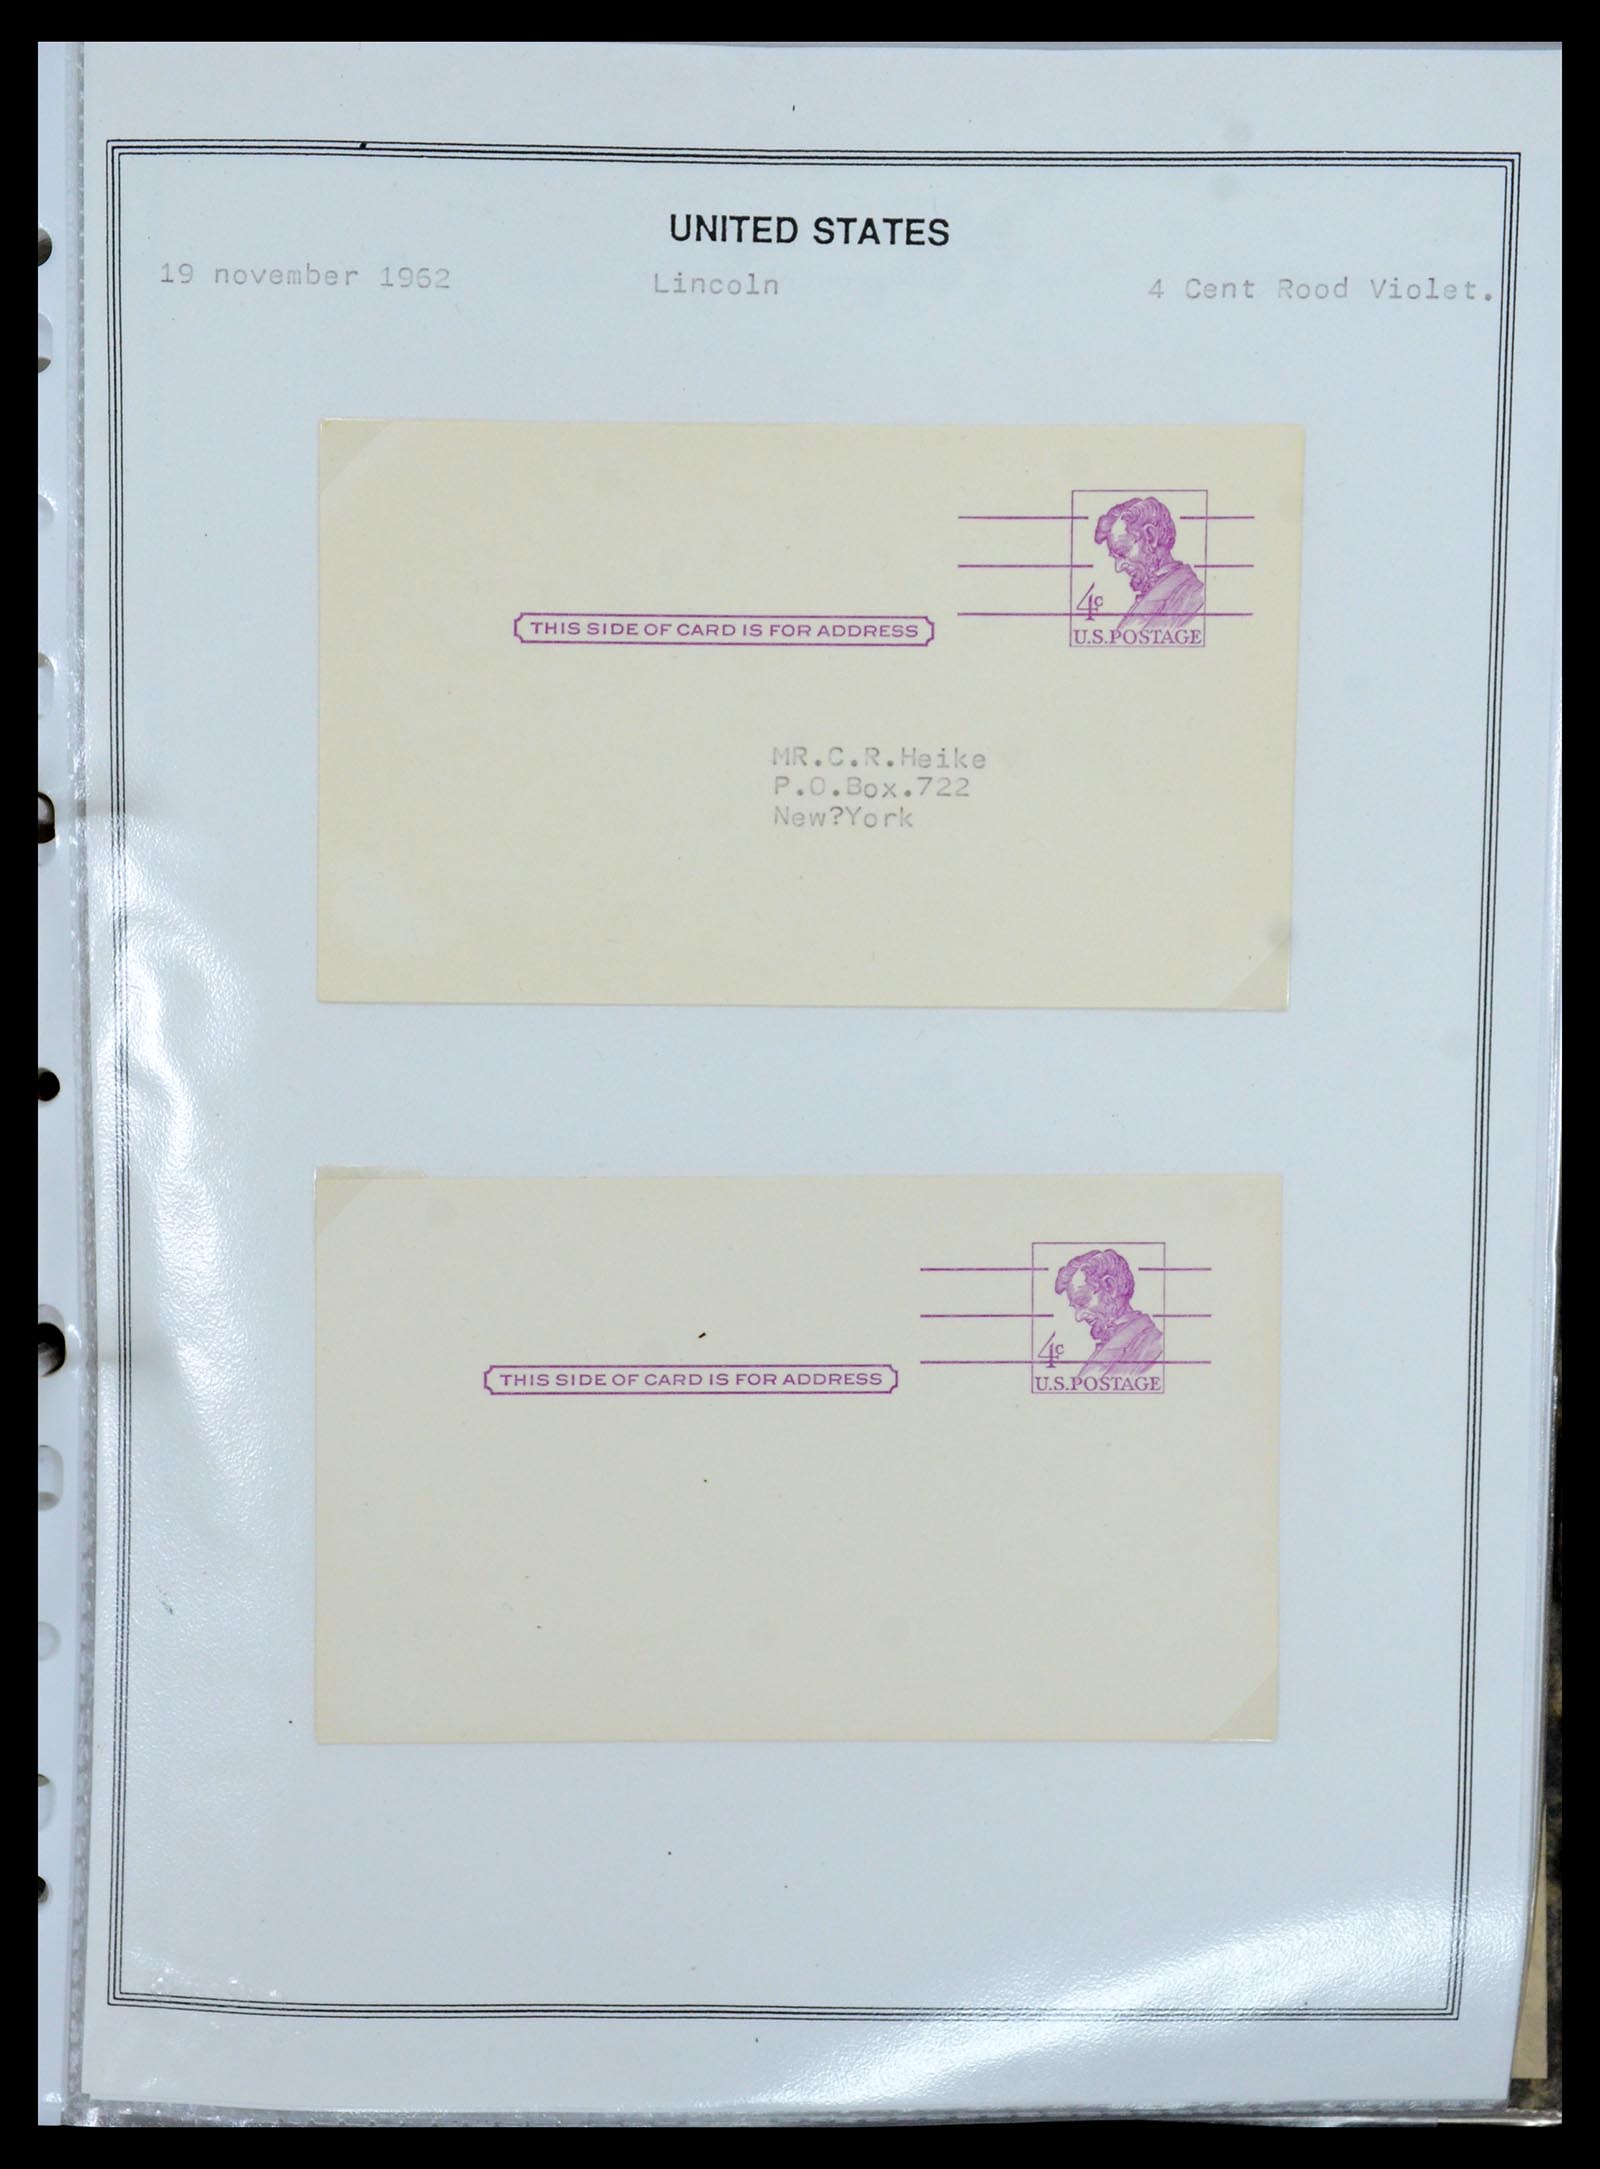 UNITED STATES
19 november 1962 Lincoln 4 Cent Rood Violet.
4c
U.S.POSTAGE
THIS SIDE OF CARD IS FOR ADDRESS
MR.C.R.Heike
P.O.Box.722
New?York
4c
U.S.POSTAGE
THIS SIDE OF CARD IS FOR ADDRESS